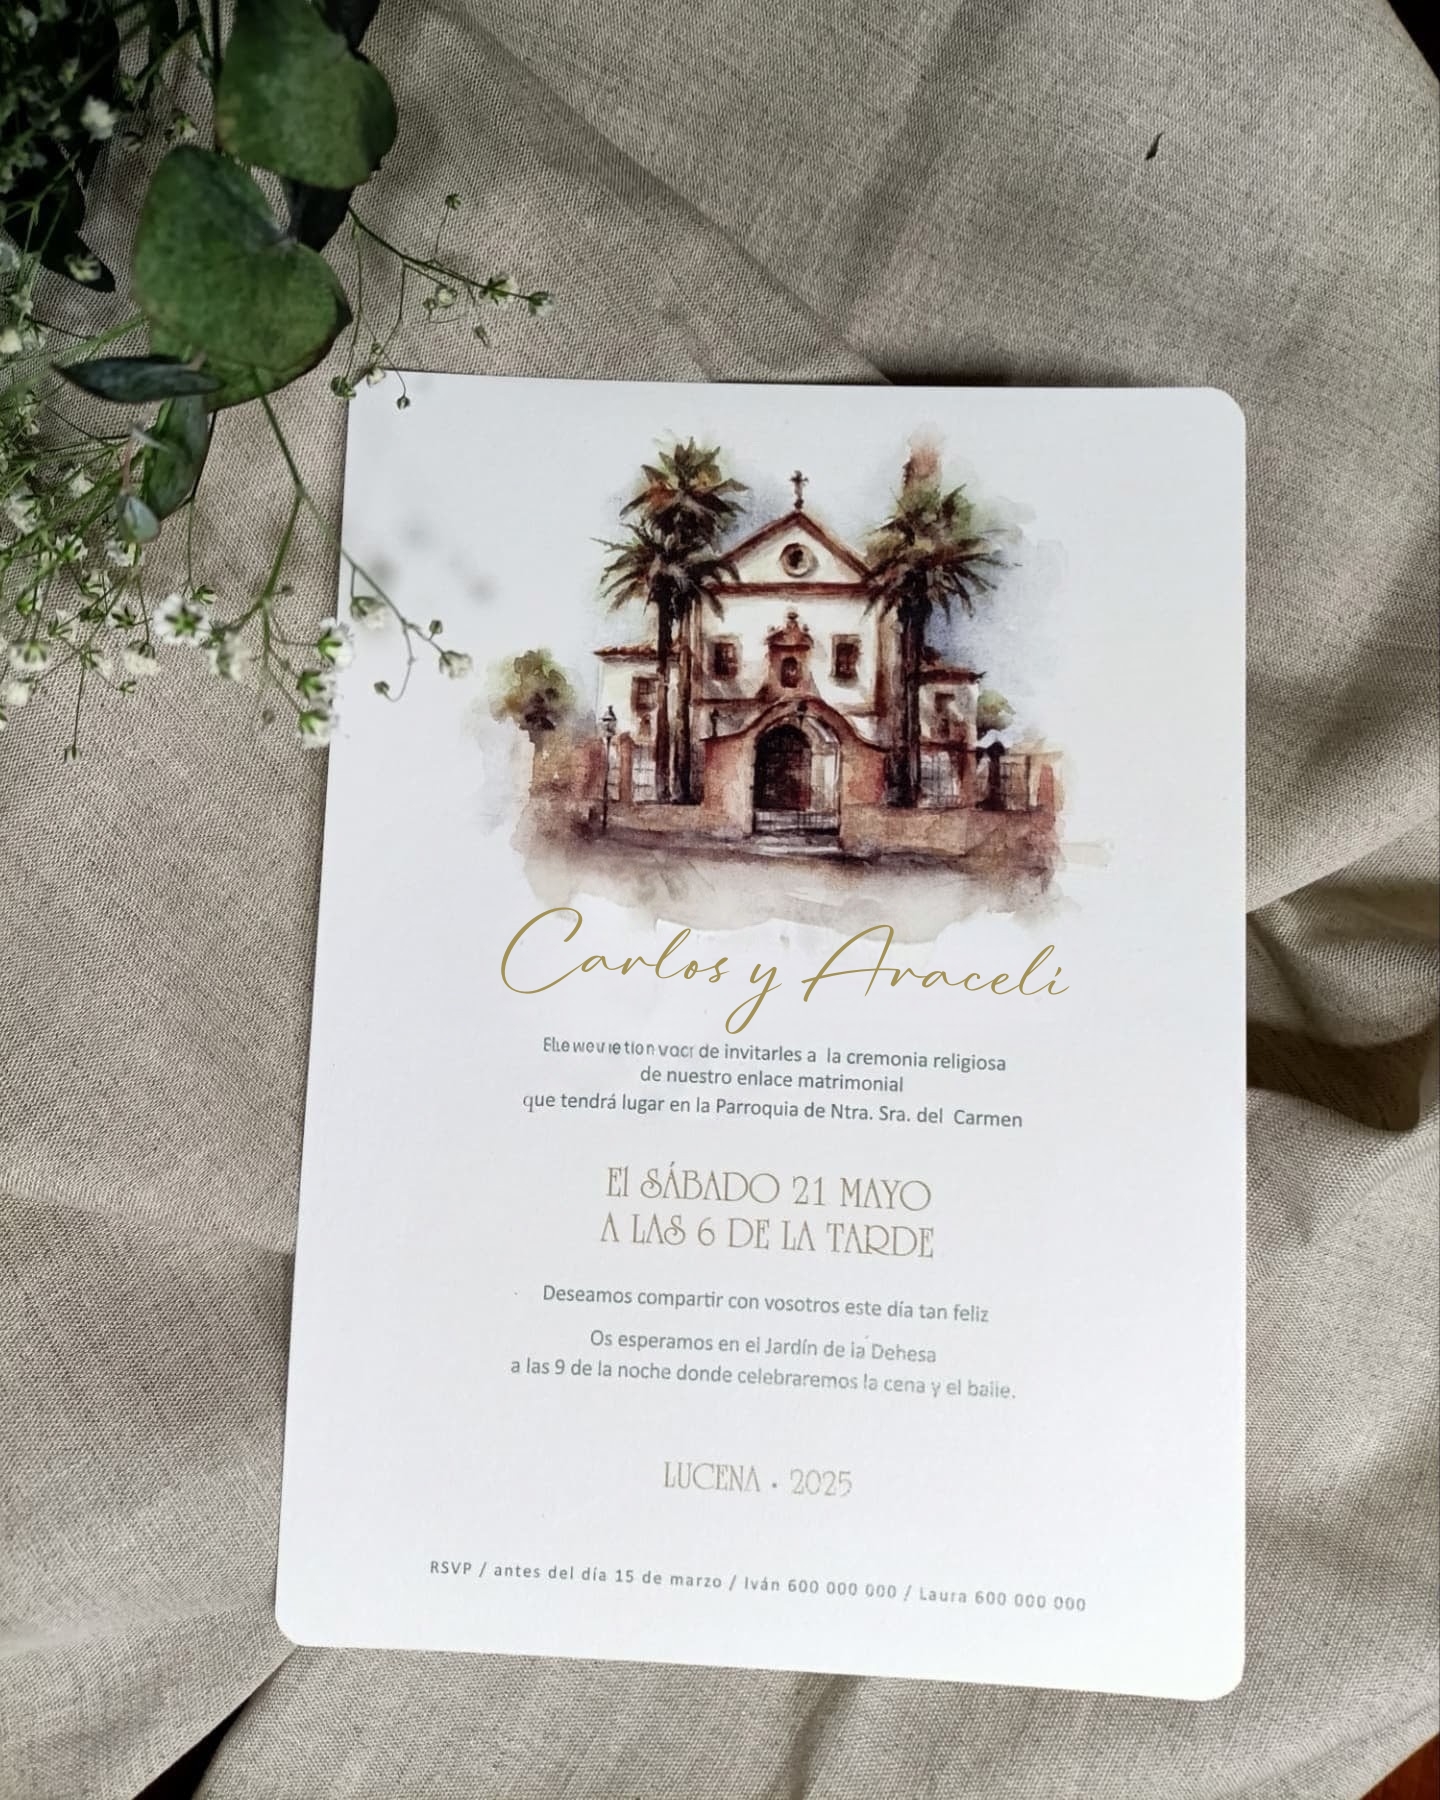 Carlos y Araceli
de invitarles a la cremonia religiosa
de nuestro enlace matrimonial
que tendrá lugar en la Parroquia de Ntra. Sra. del Carmen
El SÁBADO 21 MAYO
A LAS 6 DE LA TARDE
Deseamos compartir con vosotros este día tan feliz
Os esperamos en el Jardín de la Dehesa
a las 9 de la noche donde celebraremos la cena y el baile.
LUCENA • 2025
RSVP / antes del día 15 de marzo / Iván 600 000 000 / Laura 600 000 000